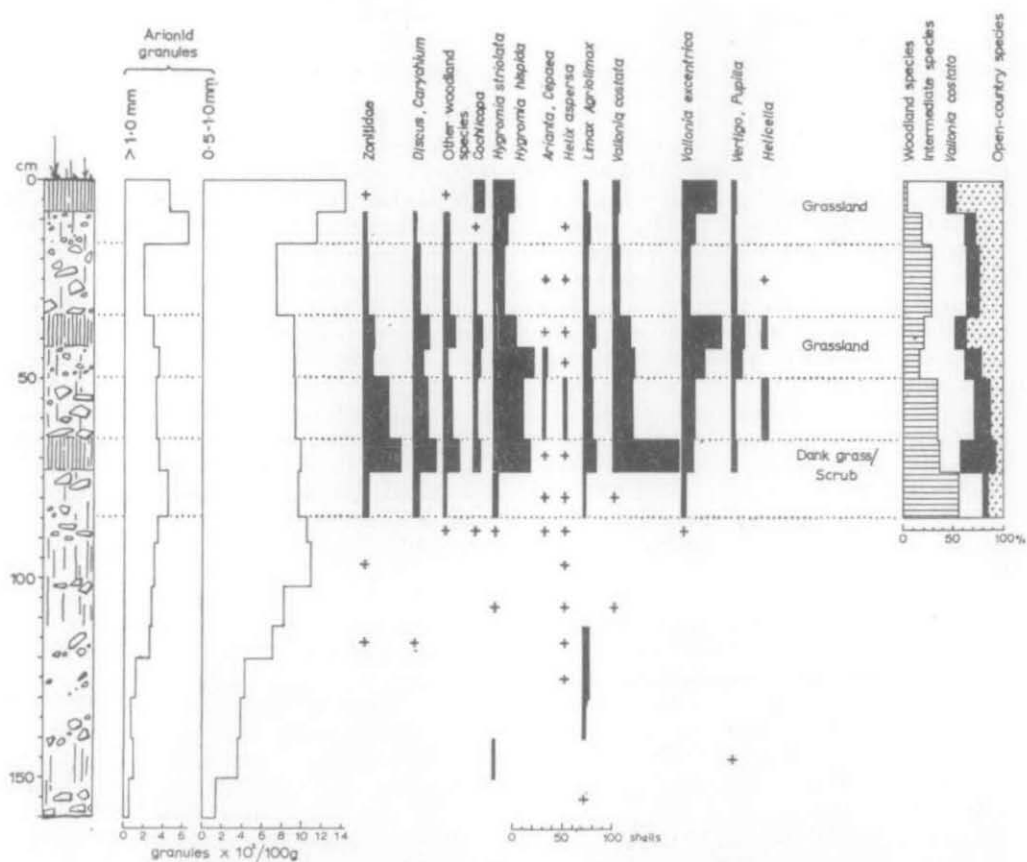 Arionid
granules
> 1·0 mm
0·5-1·0 mm
Zonitidae
Discus, Carychium
Other woodland
species
Cochlicopa
Hygromia striolata
Hygromia hispida
Arianta, Cepaea
Helix aspersa
Limax Agriolimax
Vallonia costata
Vallonia excentrica
Vertigo, Pupilla
Helicella
Woodland species
Intermediate species
Vallonia costata
Open-country species
cm
0
50
100
150
Grassland
Grassland
Dank grass/
Scrub
0 50 100%
0 2 4 6
0 2 4 6 8 10 12 14
granules × 10²/100g
0 50 100 shells